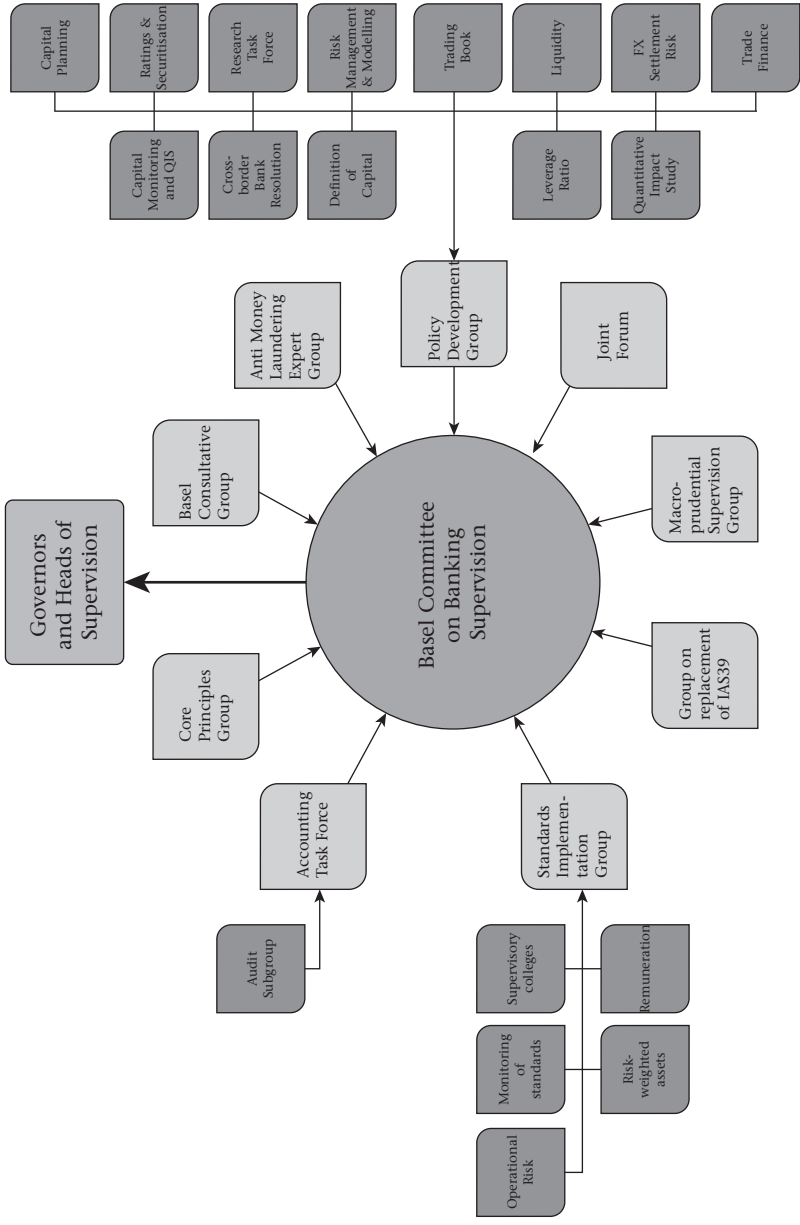 Governors
and Heads of
Supervision
Core
Principles
Group
Basel
Consultative
Group
Accounting
Task Force
Anti Money
Laundering
Expert
Group
Audit
Subgroup
Basel Committee
on Banking
Supervision
Policy
Development
Group
Standards
Implemen-
tation
Group
Joint
Forum
Group on
replacement
of IAS39
Macro-
prudential
Supervision
Group
Operational
Risk
Monitoring
of
standards
Supervisory
colleges
Risk-
weighted
assets
Remuneration
Capital
Planning
Capital
Monitoring
and QIS
Ratings &
Securitisation
Cross-
border
Bank
Resolution
Research
Task
Force
Definition
of
Capital
Risk
Management
& Modelling
Trading
Book
Leverage
Ratio
Liquidity
Quantitative
Impact
Study
FX
Settlement
Risk
Trade
Finance